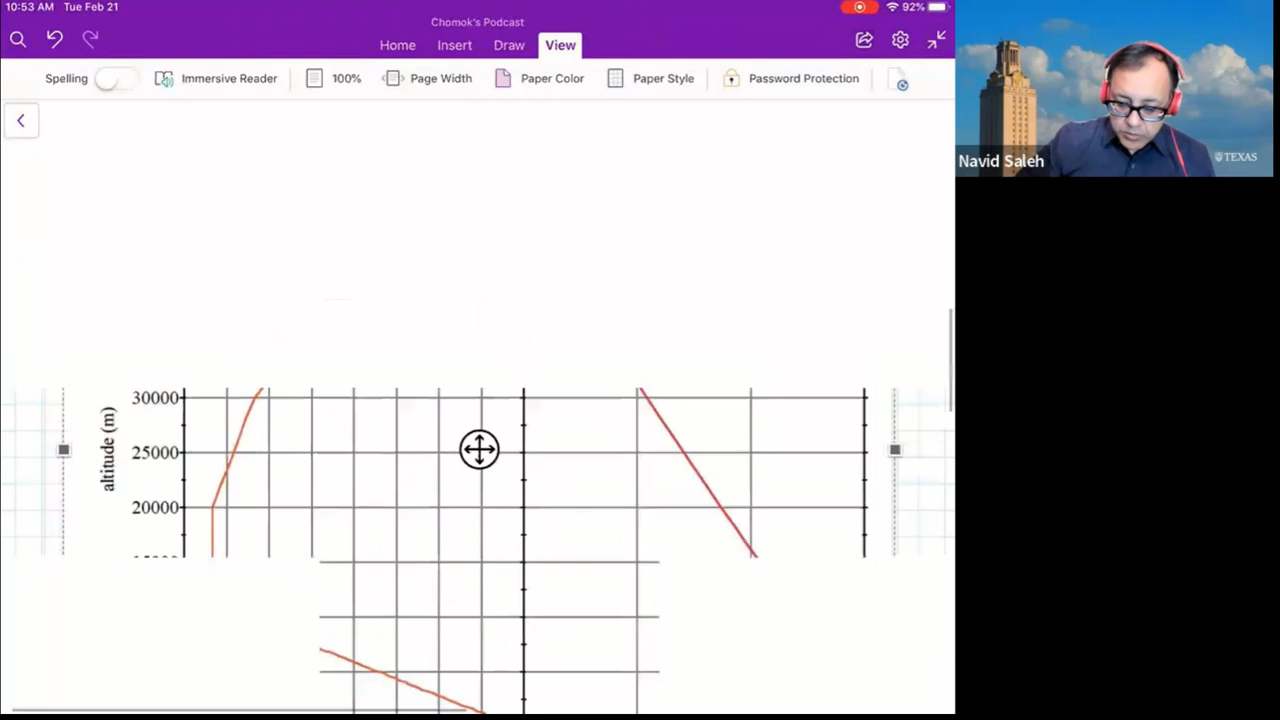 10:53 AM Tue Feb 21
92%
Chomok's Podcast
Home Insert Draw View
Spelling Immersive Reader 100% Page Width Paper Color Paper Style Password Protection
Navid Saleh
TEXAS
altitude (m)
30000
25000
20000